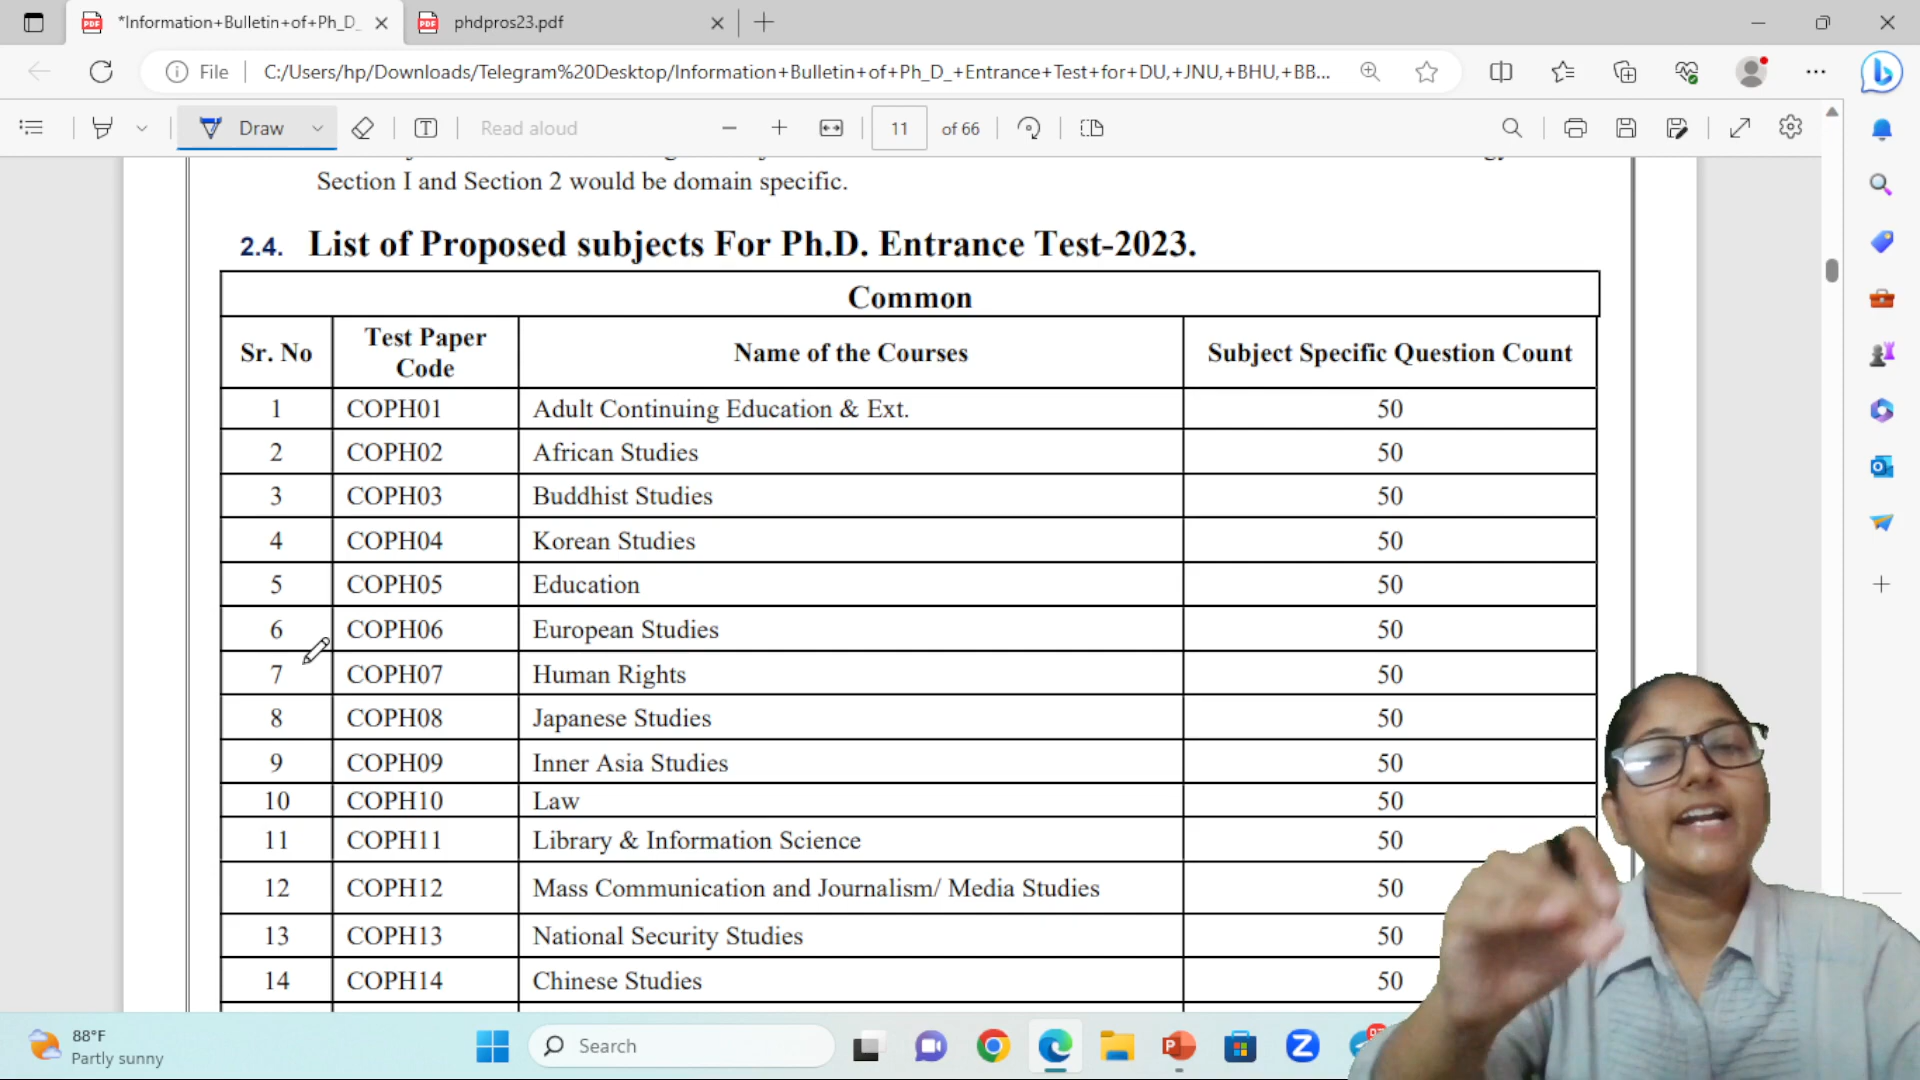 *Information+Bulletin+of+Ph_D_
phdpros23.pdf
File
C:/Users/hp/Downloads/Telegram%20Desktop/Information+Bulletin+of+Ph_D_+Entrance+Test+for+DU,+JNU,+BHU,+BB...
Draw
Read aloud
11
of 66
Section I and Section 2 would be domain specific.
2.4. List of Proposed subjects For Ph.D. Entrance Test-2023.
Common
Sr. No Test Paper Code Name of the Courses Subject Specific Question Count
1 COPH01 Adult Continuing Education & Ext. 50
2 COPH02 African Studies 50
3 COPH03 Buddhist Studies 50
4 COPH04 Korean Studies 50
5 COPH05 Education 50
6 COPH06 European Studies 50
7 COPH07 Human Rights 50
8 COPH08 Japanese Studies 50
9 COPH09 Inner Asia Studies 50
10 COPH10 Law 50
11 COPH11 Library & Information Science 50
12 COPH12 Mass Communication and Journalism/ Media Studies 50
13 COPH13 National Security Studies 50
14 COPH14 Chinese Studies 50
88°F
Partly sunny
Search